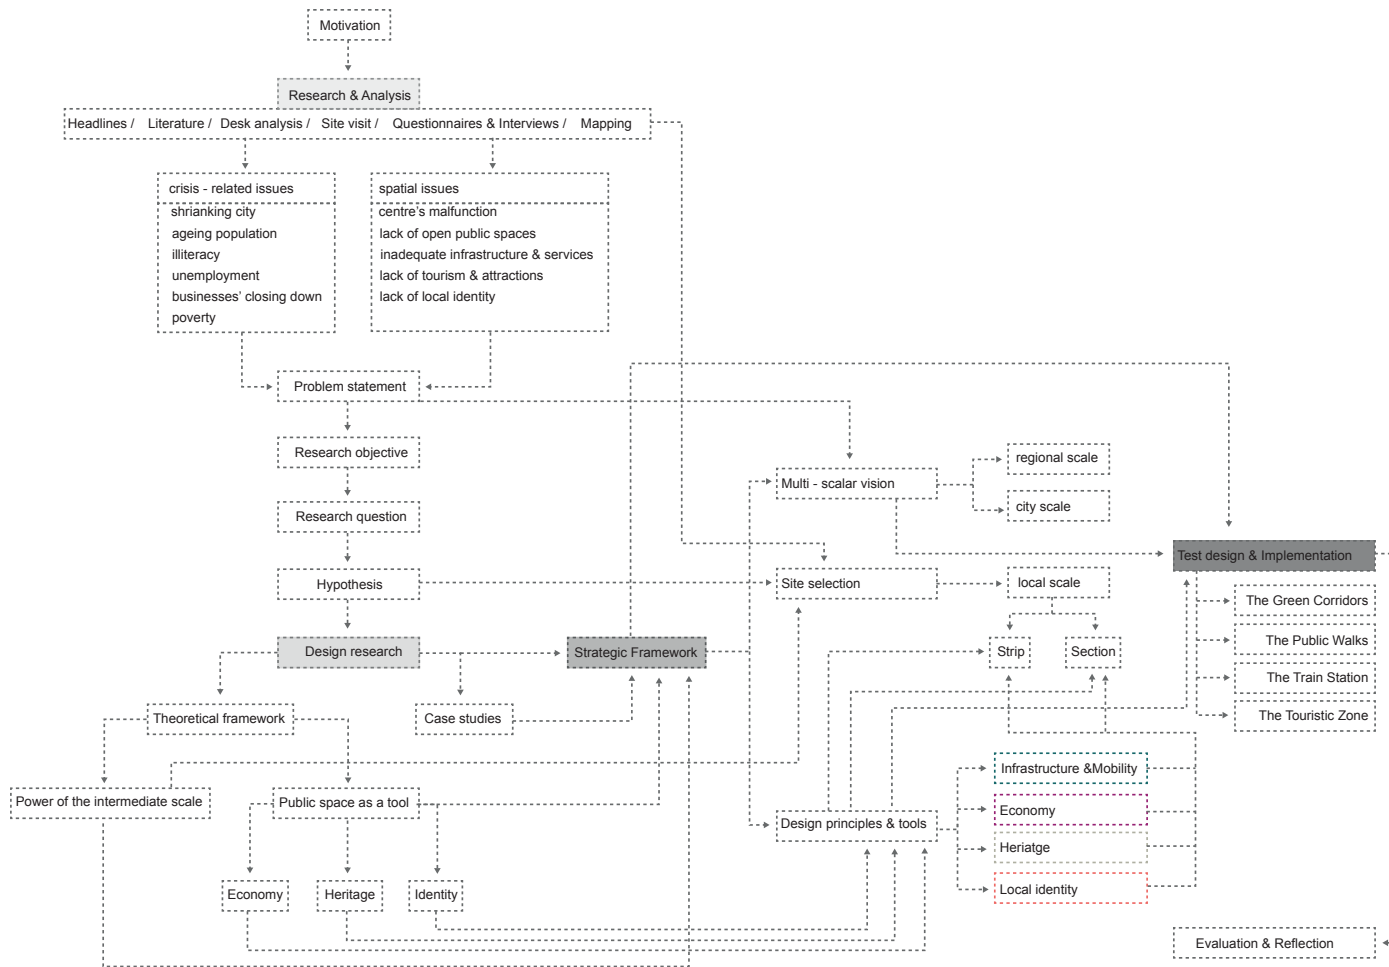 Motivation
Research & Analysis
Headlines / Literature / Desk analysis / Site visit / Questionnaires & Interviews / Mapping
crisis - related issues
shrianking city
ageing population
illiteracy
unemployment
businesses' closing down
poverty
spatial issues
centre's malfunction
lack of open public spaces
inadequate infrastructure & services
lack of tourism & attractions
lack of local identity
Problem statement
Research objective
Research question
Hypothesis
Design research
Strategic Framework
Theoretical framework
Case studies
Power of the intermediate scale
Public space as a tool
Economy
Heritage
Identity
Multi - scalar vision
regional scale
city scale
Site selection
local scale
Strip
Section
Design principles & tools
Infrastructure &Mobility
Economy
Heriatge
Local identity
Test design & Implementation
The Green Corridors
The Public Walks
The Train Station
The Touristic Zone
Evaluation & Reflection